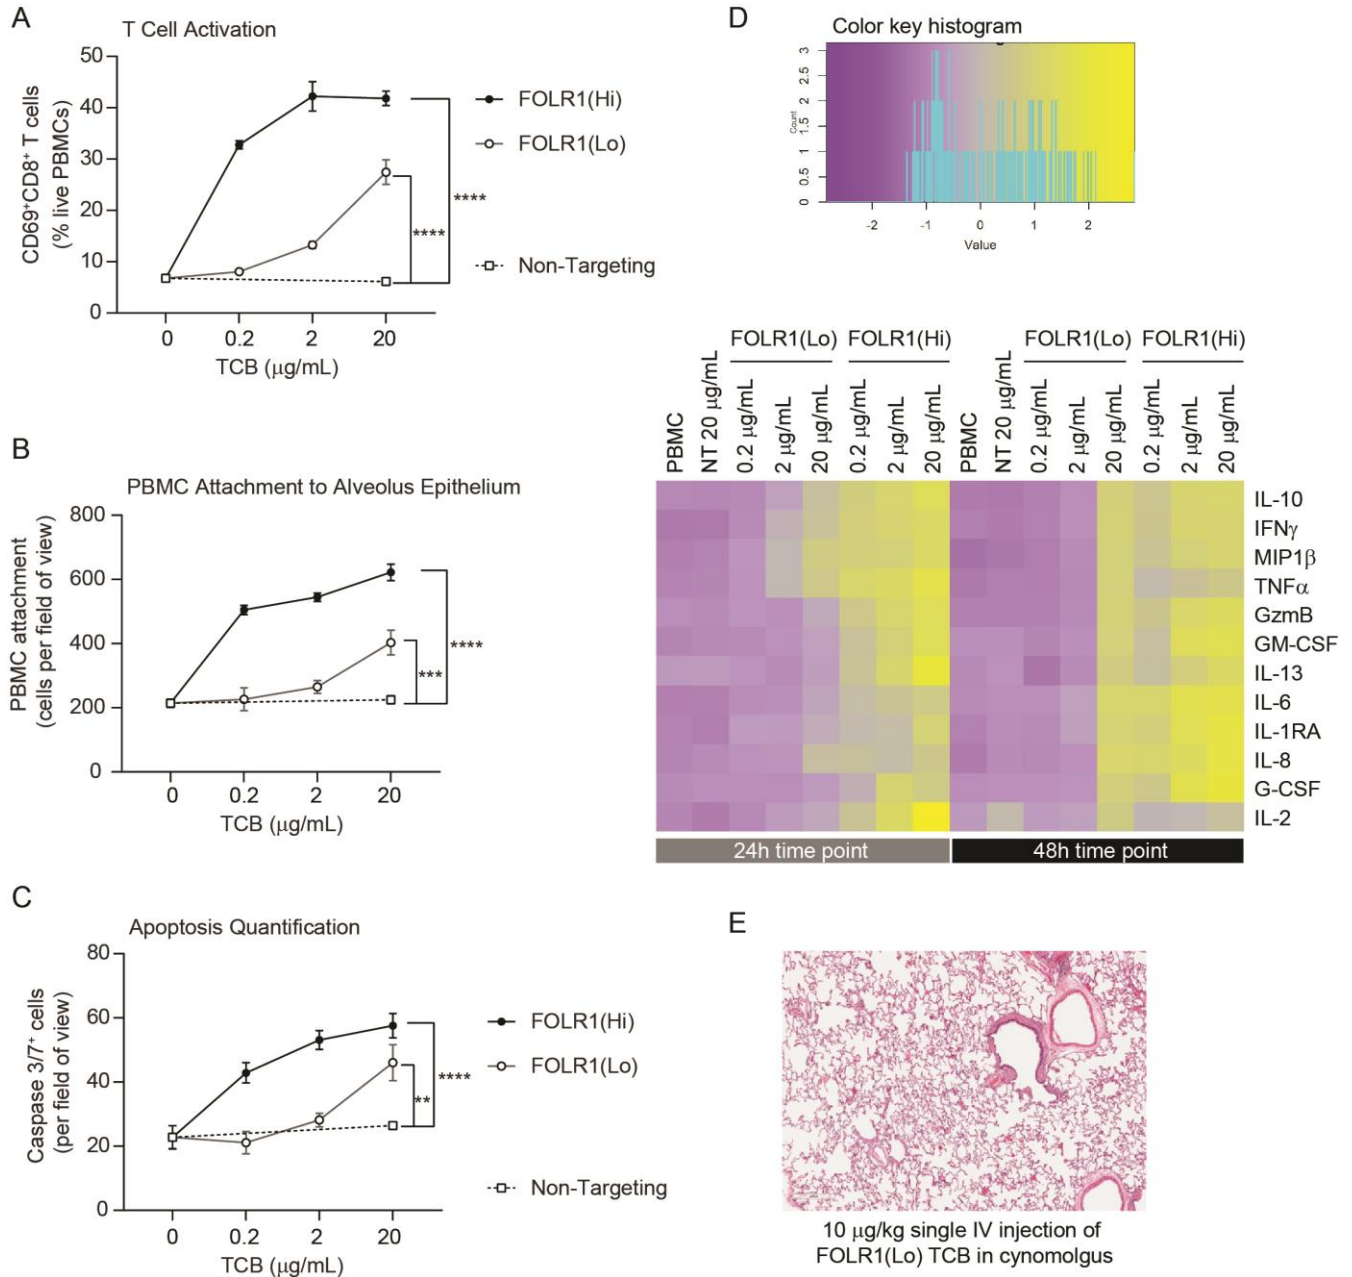 A
T Cell Activation
CD69⁺CD8⁺ T cells
(% live PBMCs)
50
40
30
20
10
0
0 0.2 2 20
TCB (μg/mL)
FOLR1(Hi)
FOLR1(Lo)
Non-Targeting
****
****
B
PBMC Attachment to Alveolus Epithelium
PBMC attachment
(cells per field of view)
800
600
400
200
0
0 0.2 2 20
TCB (μg/mL)
***
****
C
Apoptosis Quantification
Caspase 3/7⁺ cells
(per field of view)
80
60
40
20
0
0 0.2 2 20
TCB (μg/mL)
FOLR1(Hi)
FOLR1(Lo)
Non-Targeting
**
****
D
Color key histogram
Count
3
2.5
2
1.5
1
0.5
0
-2 -1 0 1 2
Value
FOLR1(Lo) FOLR1(Hi) FOLR1(Lo) FOLR1(Hi)
PBMC
NT 20 μg/mL
0.2 μg/mL
2 μg/mL
20 μg/mL
0.2 μg/mL
2 μg/mL
20 μg/mL
PBMC
NT 20 μg/mL
0.2 μg/mL
2 μg/mL
20 μg/mL
0.2 μg/mL
2 μg/mL
20 μg/mL
IL-10
IFNγ
MIP1β
TNFα
GzmB
GM-CSF
IL-13
IL-6
IL-1RA
IL-8
G-CSF
IL-2
24h time point 48h time point
E
10 μg/kg single IV injection of
FOLR1(Lo) TCB in cynomolgus